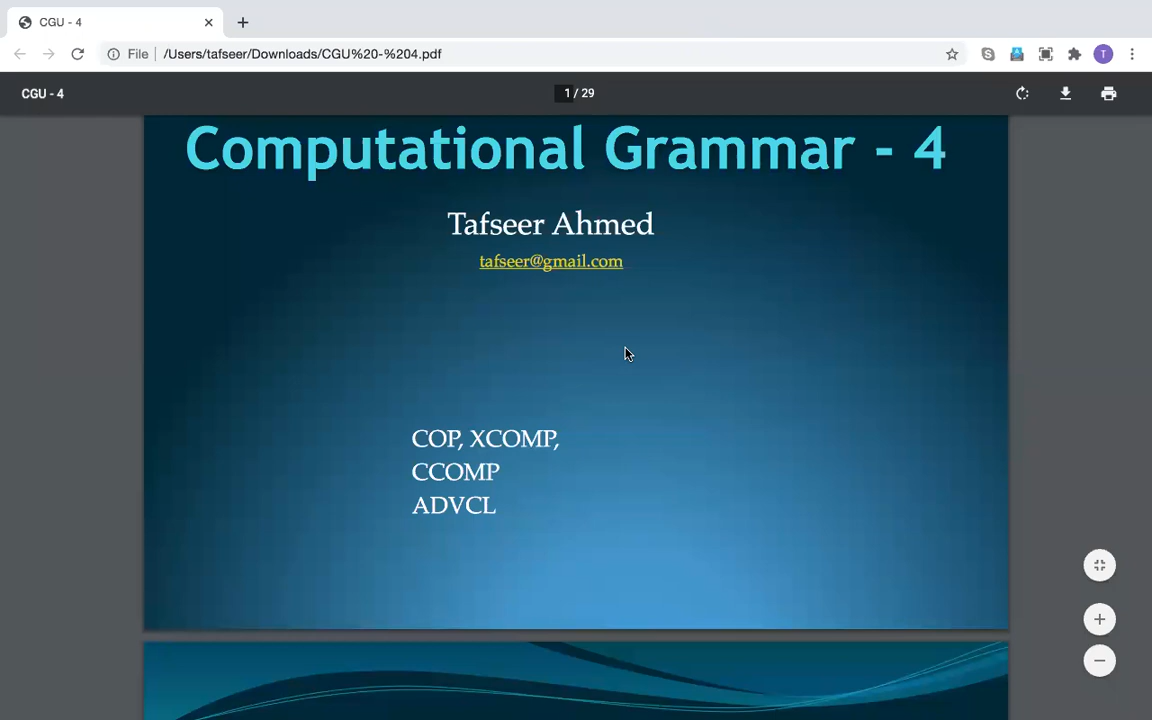 CGU - 4
File
/Users/tafseer/Downloads/CGU%20-%204.pdf
T
CGU - 4
1 / 29
Computational Grammar - 4
Tafseer Ahmed
tafseer@gmail.com
COP, XCOMP,
CCOMP
ADVCL